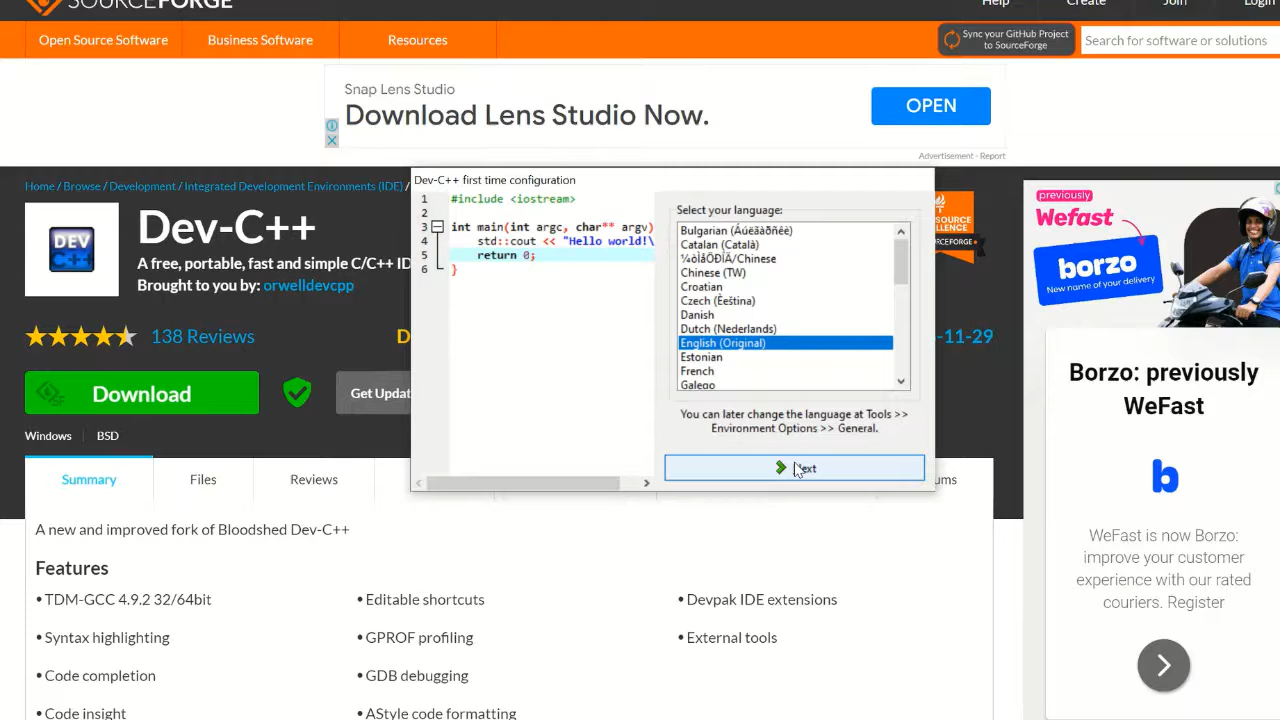 SOURCEFORGE
Help
Create
Join
Login
Open Source Software
Business Software
Resources
Sync your GitHub Project
to SourceForge
Search for software or solutions
Snap Lens Studio
Download Lens Studio Now.
OPEN
Advertisement - Report
Home / Browse / Development / Integrated Development Environments (IDE) /
DEV
C++
Dev-C++
A free, portable, fast and simple C/C++ ID
Brought to you by: orwelldevcpp
138 Reviews
D
-11-29
Download
Get Updat
Windows
BSD
Summary
Files
Reviews
ums
SOURCE
EXCELLENCE
SOURCEFORGE
Dev-C++ first time configuration
1 #include <iostream>
2
3 int main(int argc, char** argv)
4 std::cout << "Hello world!\
5 return 0;
6 }
Select your language:
Bulgarian (Áúëãàðñêè)
Catalan (Català)
¼òÌåÖÐÎÄ/Chinese
Chinese (TW)
Croatian
Czech (Èeština)
Danish
Dutch (Nederlands)
English (Original)
Estonian
French
Galego
You can later change the language at Tools >>
Environment Options >> General.
Next
A new and improved fork of Bloodshed Dev-C++
Features
• TDM-GCC 4.9.2 32/64bit
• Editable shortcuts
• Devpak IDE extensions
• Syntax highlighting
• GPROF profiling
• External tools
• Code completion
• GDB debugging
• Code insight
• AStyle code formatting
previously
Wefast
borzo
New name of your delivery
Borzo: previously
WeFast
b
WeFast is now Borzo:
improve your customer
experience with our rated
couriers. Register